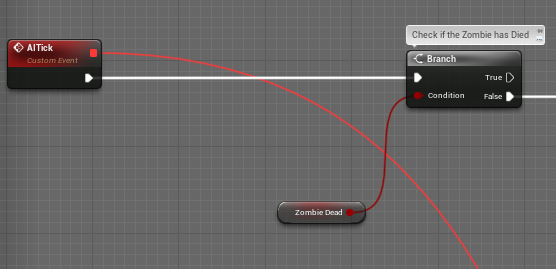 Check if the Zombie has Died
AITick
Custom Event
Branch
True
Condition
False
Zombie Dead